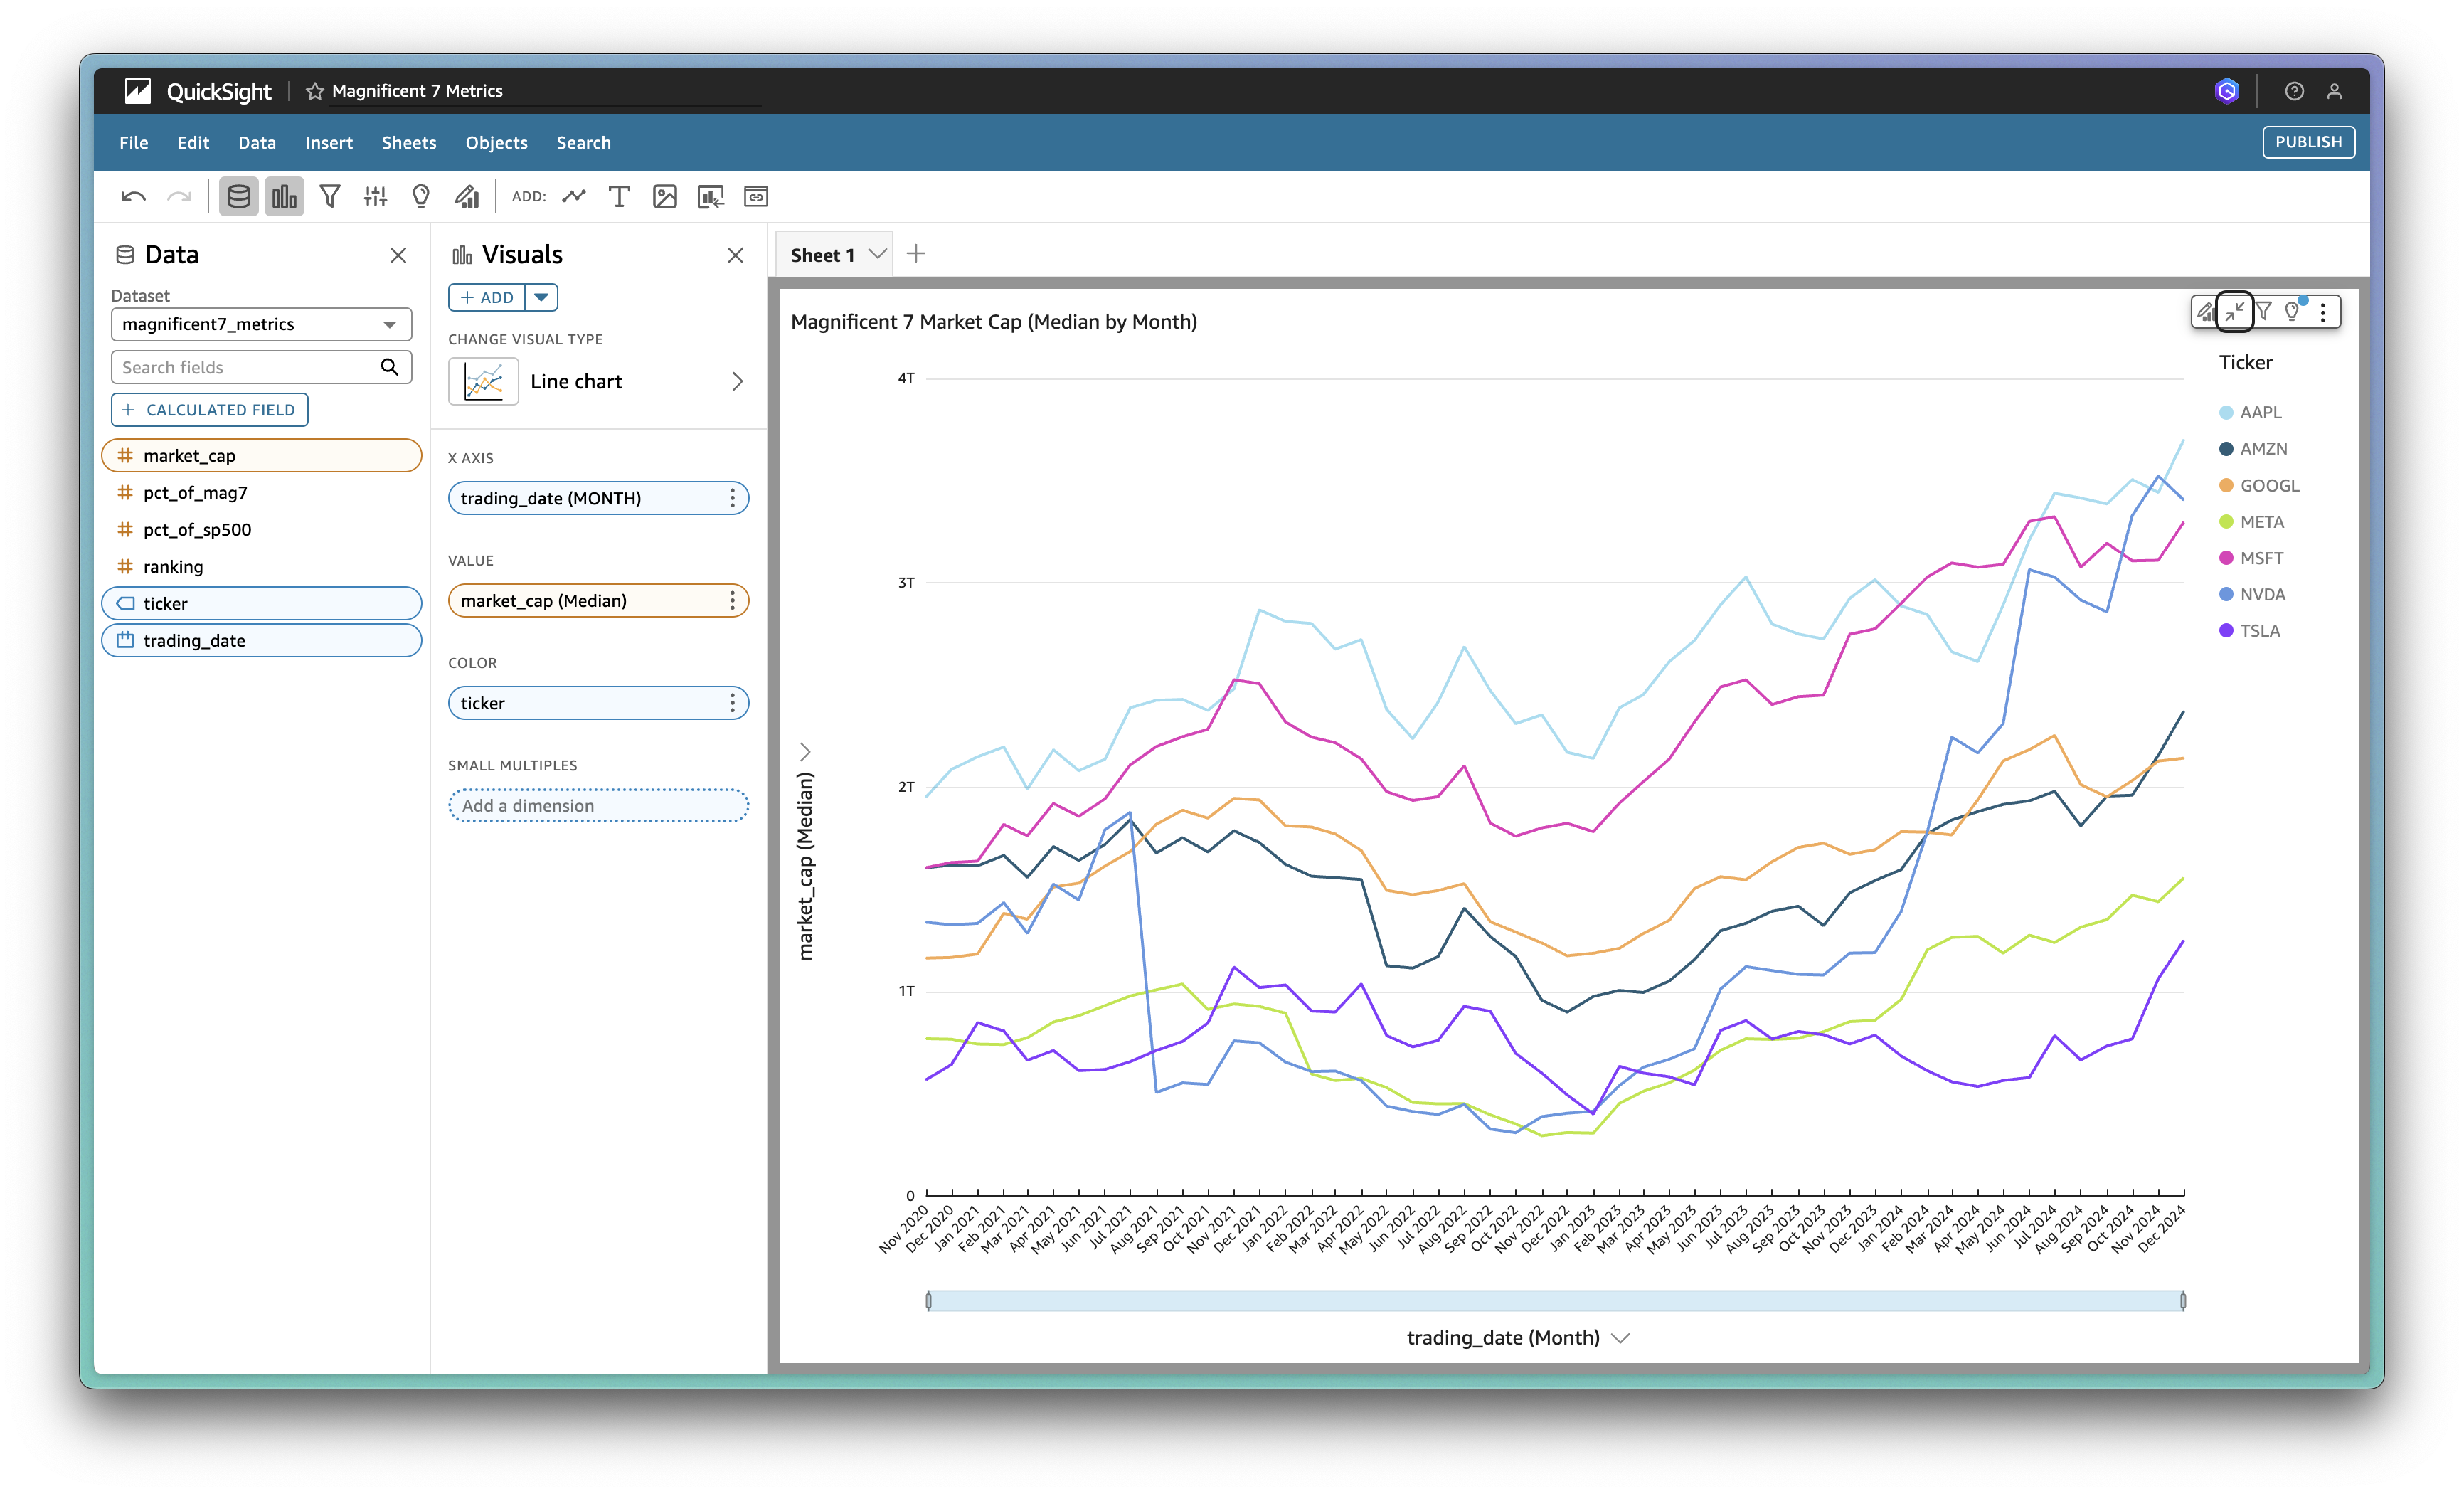 QuickSight
Magnificent 7 Metrics
File Edit Data Insert Sheets Objects Search
PUBLISH
ADD:
Data
Dataset
magnificent7_metrics
Search fields
CALCULATED FIELD
market_cap
pct_of_mag7
pct_of_sp500
ranking
ticker
trading_date
Visuals
ADD
CHANGE VISUAL TYPE
Line chart
X AXIS
trading_date (MONTH)
VALUE
market_cap (Median)
COLOR
ticker
SMALL MULTIPLES
Add a dimension
Sheet 1
Magnificent 7 Market Cap (Median by Month)
market_cap (Median)
4T
3T
2T
1T
0
Nov 2020
Dec 2020
Jan 2021
Feb 2021
Mar 2021
Apr 2021
May 2021
Jun 2021
Jul 2021
Aug 2021
Sep 2021
Oct 2021
Nov 2021
Dec 2021
Jan 2022
Feb 2022
Mar 2022
Apr 2022
May 2022
Jun 2022
Jul 2022
Aug 2022
Sep 2022
Oct 2022
Nov 2022
Dec 2022
Jan 2023
Feb 2023
Mar 2023
Apr 2023
May 2023
Jun 2023
Jul 2023
Aug 2023
Sep 2023
Oct 2023
Nov 2023
Dec 2023
Jan 2024
Feb 2024
Mar 2024
Apr 2024
May 2024
Jun 2024
Jul 2024
Aug 2024
Sep 2024
Oct 2024
Nov 2024
Dec 2024
trading_date (Month)
Ticker
AAPL
AMZN
GOOGL
META
MSFT
NVDA
TSLA